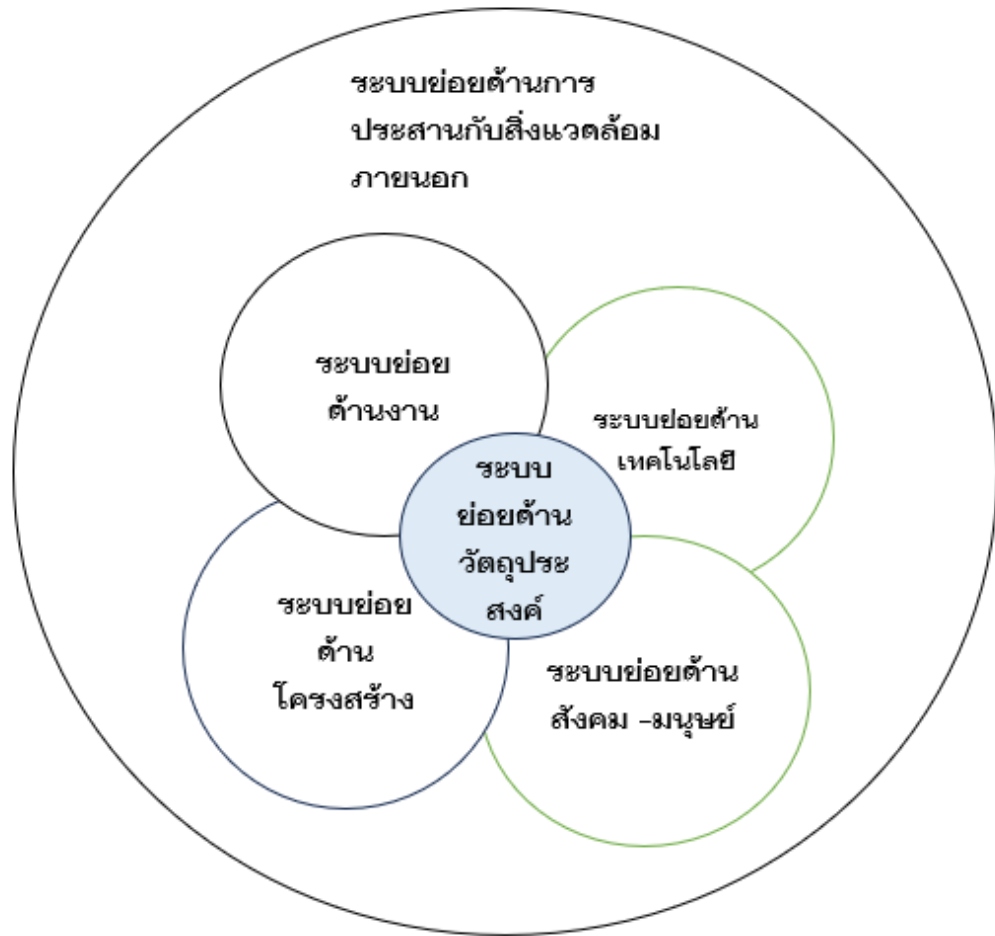 ระบบย่อยด้านการ
ประสานกับสิ่งแวดล้อม
ภายนอก
ระบบย่อย
ด้านงาน
ระบบย่อยด้าน
เทคโนโลยี
ระบบ
ย่อยด้าน
วัตถุประ
สงค์
ระบบย่อย
ด้าน
โครงสร้าง
ระบบย่อยด้าน
สังคม -มนุษย์